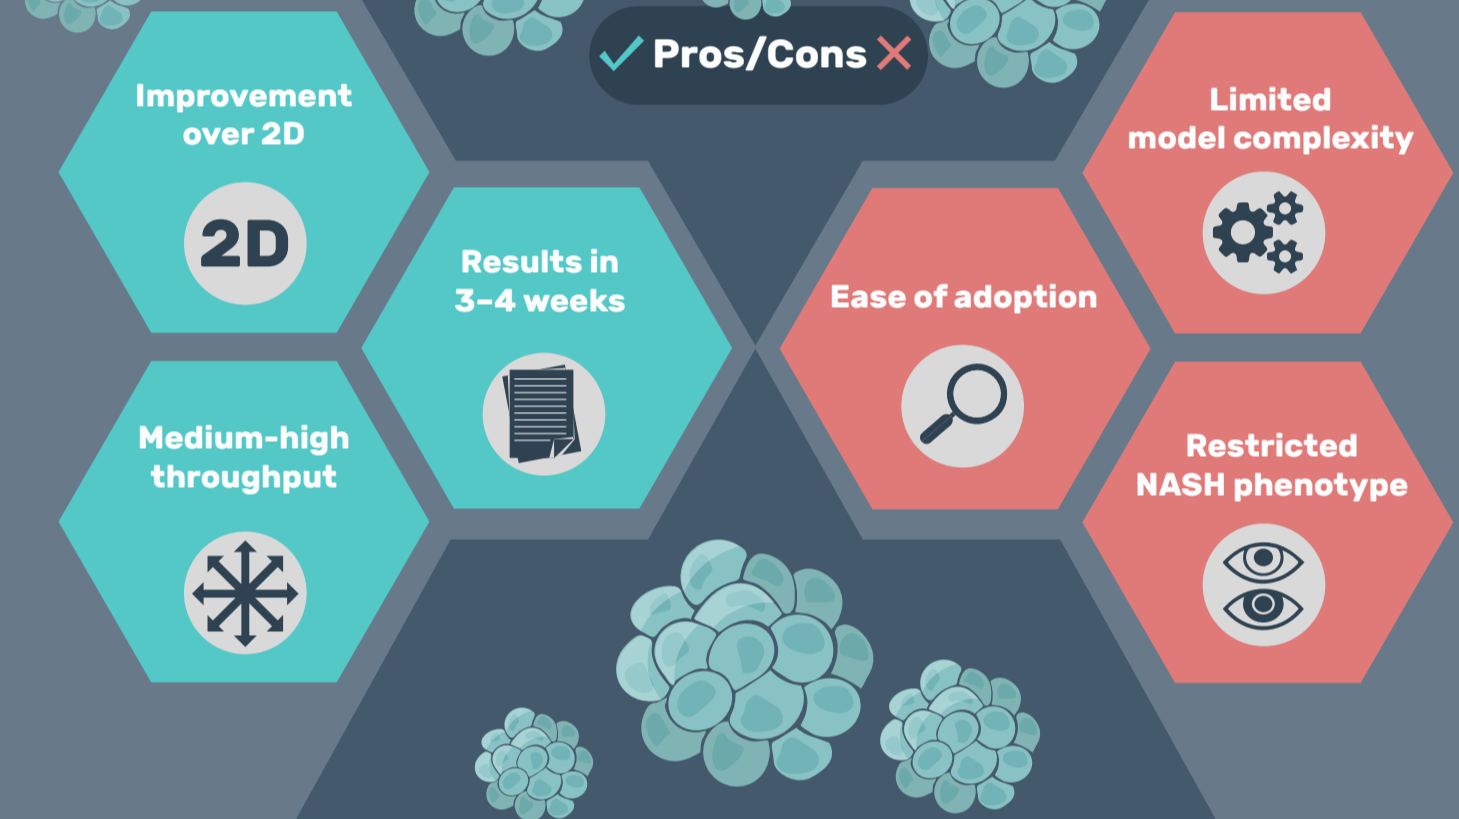 Pros/Cons
Improvement
over 2D
2D
Results in
3–4 weeks
Medium-high
throughput
Limited
model complexity
Ease of adoption
Restricted
NASH phenotype